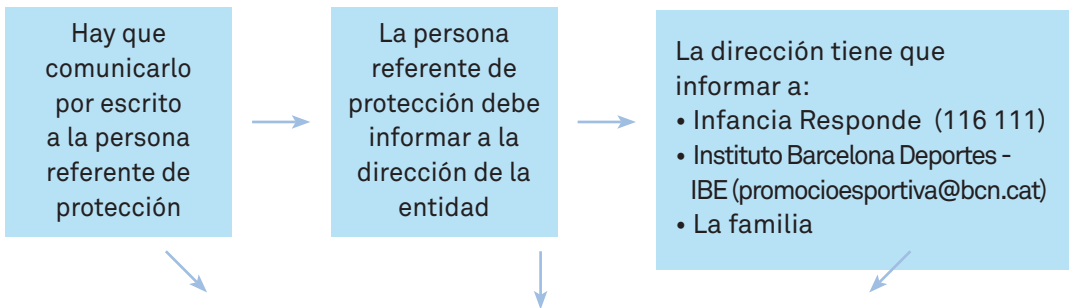 Hay que
comunicarlo
por escrito
a la persona
referente de
protección
La persona
referente de
protección debe
informar a la
dirección de la
entidad
La dirección tiene que
informar a:
• Infancia Responde (116 111)
• Instituto Barcelona Deportes -
IBE (promocioesportiva@bcn.cat)
• La familia